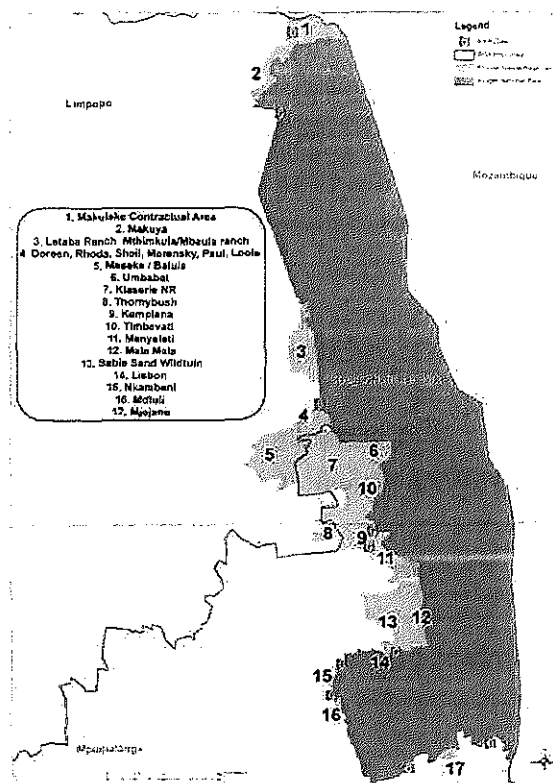 Legend
Limpopo
Mozambique
1. Makuleke Contractual Area
2. Makuya
3. Letaba Ranch Mthimkula/Mbaula ranch
4 Doreen, Rhoda, Sheil, Merensky, Paul, Loole
5. Maseke / Balule
6. Umbabat
7. Klaserie NR
8. Thornybush
9. Kempiana
10. Timbavati
11. Manyeleti
12. Mala Mala
13. Sabie Sand Wildtuin
14. Lisbon
15. Nkambeni
16. Mdluli
17. Mjejane
1
2
3
4
5
6
7
10
8
9
11
13
12
14
15
16
Mpumalanga
17